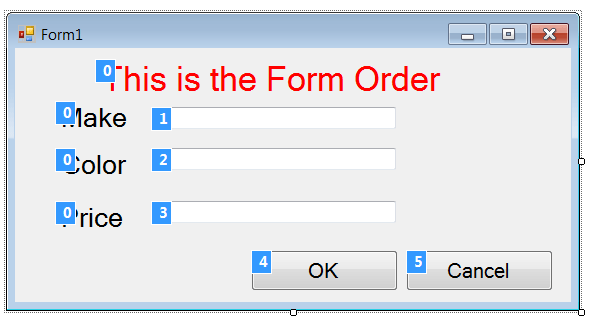 Form1
0 This is the Form Order
0 Make 1
0 Color 2
0 Price 3
4 OK 5 Cancel